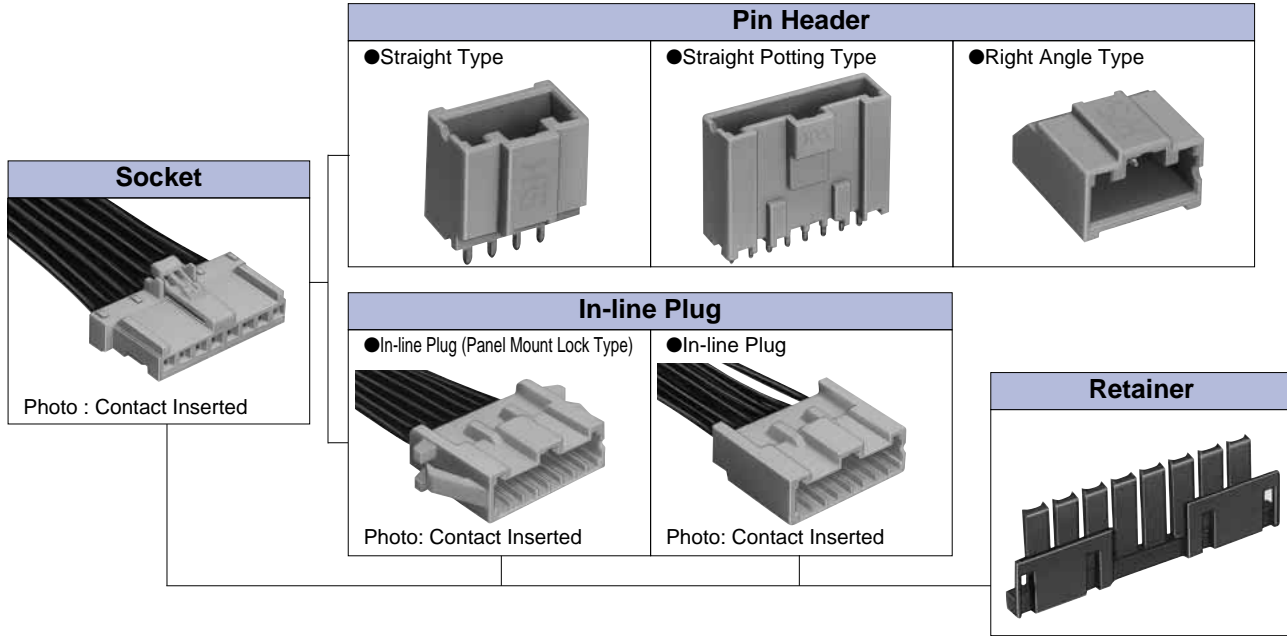 Pin Header
●Straight Type
●Straight Potting Type
●Right Angle Type
Socket
Photo : Contact Inserted
In-line Plug
●In-line Plug (Panel Mount Lock Type)
●In-line Plug
Photo: Contact Inserted
Photo: Contact Inserted
Retainer